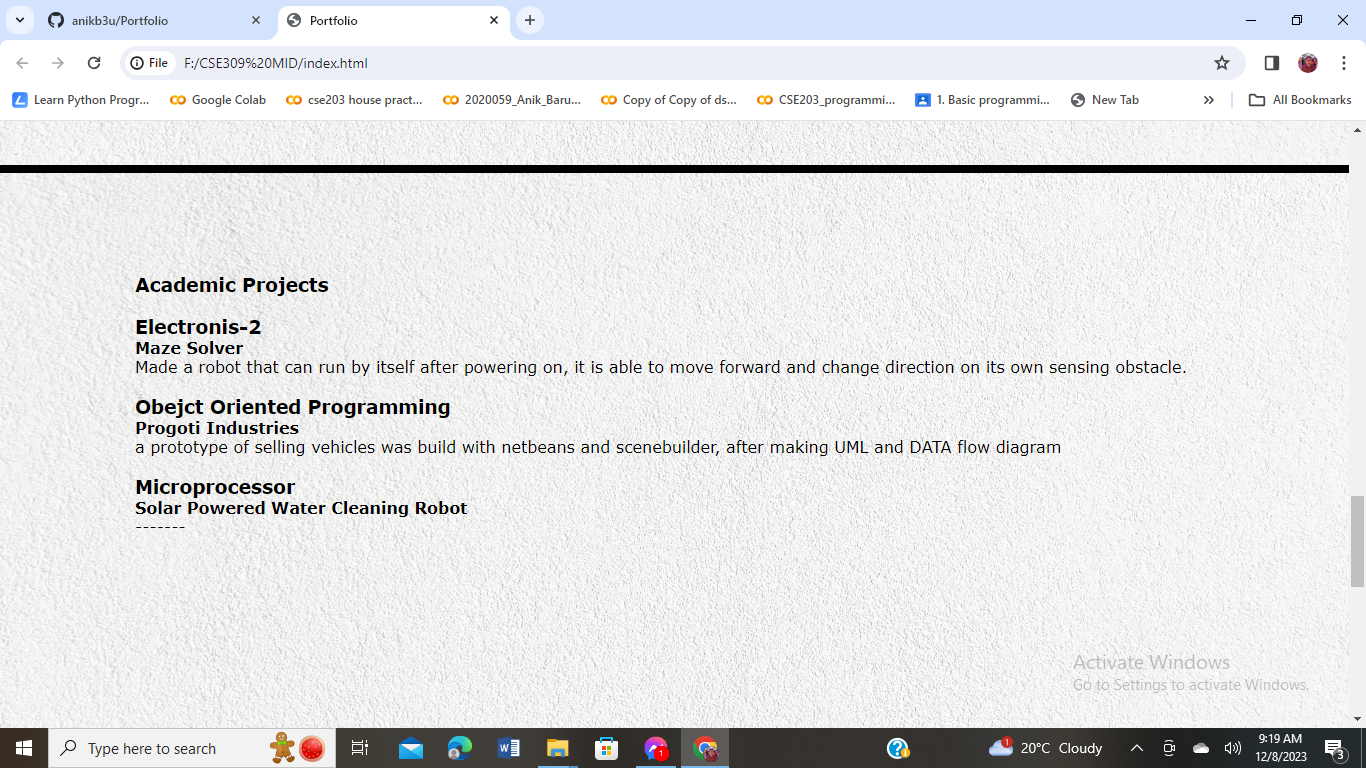 anikb3u/Portfolio
Portfolio
File
F:/CSE309%20MID/index.html
Learn Python Progr...
Google Colab
cse203 house pract...
2020059_Anik_Baru...
Copy of Copy of ds...
CSE203_programmi...
1. Basic programmi...
New Tab
All Bookmarks
Academic Projects
Electronis-2
Maze Solver
Made a robot that can run by itself after powering on, it is able to move forward and change direction on its own sensing obstacle.
Obejct Oriented Programming
Progoti Industries
a prototype of selling vehicles was build with netbeans and scenebuilder, after making UML and DATA flow diagram
Microprocessor
Solar Powered Water Cleaning Robot
-------
Activate Windows
Go to Settings to activate Windows.
Type here to search
1
1
20°C Cloudy
9:19 AM
12/8/2023
3